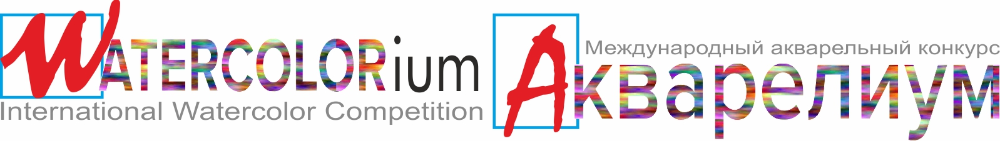 WATERCOLORium
International Watercolor Competition
Международный акварельный конкурс
Акварелиум